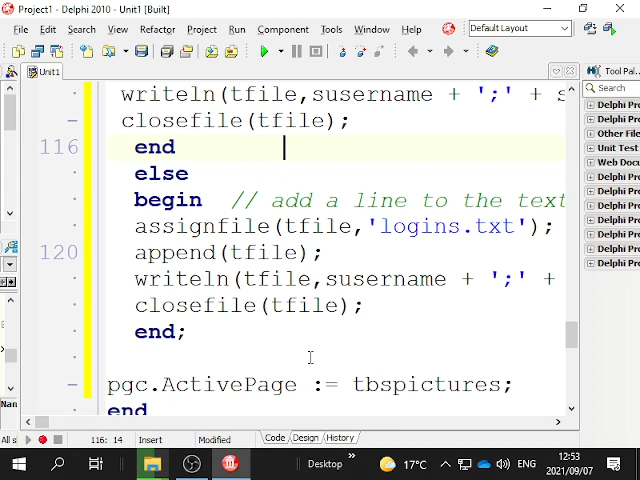 Project1 - Delphi 2010 - Unit1 [Built]
File Edit Search View Refactor Project Run Component Tools Window Help
Default Layout
Unit1
Tool Pal..
Search
writeln(tfile,susername + ';' + s
closefile(tfile);
116 end
else
begin // add a line to the text
assignfile(tfile,'logins.txt');
120 append(tfile);
writeln(tfile,susername + ';' +
closefile(tfile);
end;
pgc.ActivePage := tbspictures;
end
Delphi Pro
Delphi Pro
Other File
Unit Test
Web Docu
Delphi Pro
Delphi Pro
Delphi Pro
Delphi Pro
Delphi Pro
Delphi Pro
Nan
All s
116: 14 Insert Modified Code Design History
Desktop
17°C
ENG
12:53
2021/09/07